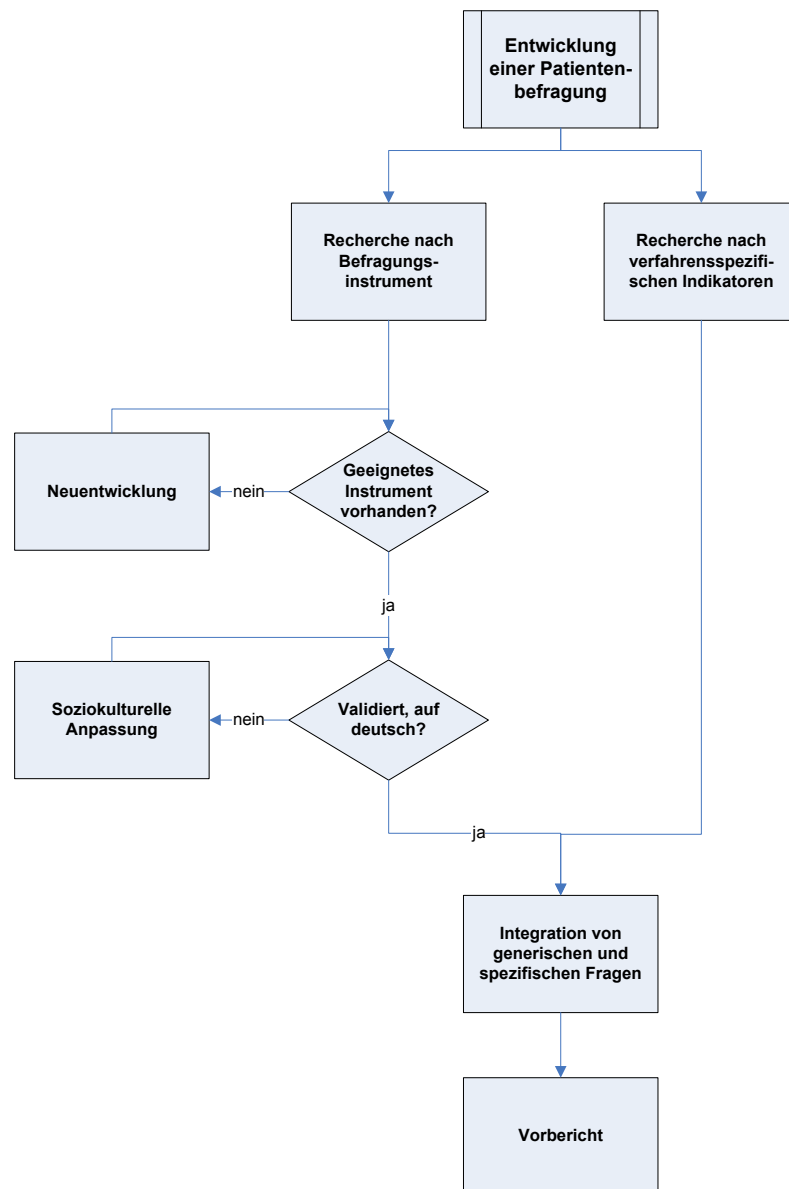 Entwicklung
einer Patienten-
befragung
Recherche nach
Befragungs-
instrument
Recherche nach
verfahrensspezifi-
schen Indikatoren
Geeignetes
Instrument
vorhanden?
nein
Neuentwicklung
ja
Validiert, auf
deutsch?
nein
Soziokulturelle
Anpassung
ja
Integration von
generischen und
spezifischen Fragen
Vorbericht